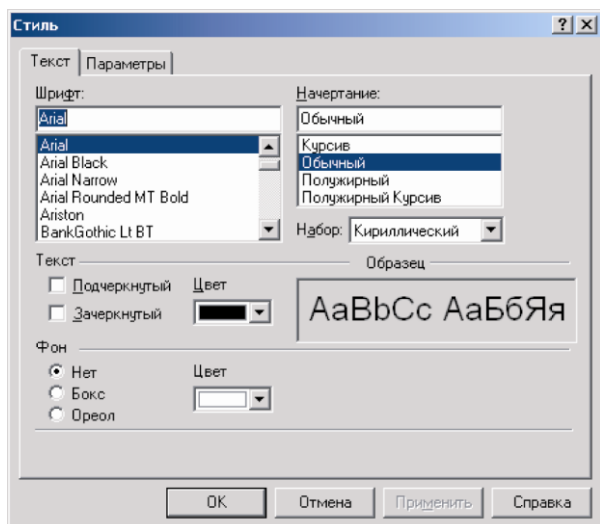 Стиль
Текст Параметры
Шрифт: Начертание:
Arial Обычный
Arial Курсив
Arial Black Обычный
Arial Narrow Полужирный
Arial Rounded MT Bold Полужирный Курсив
Ariston
BankGothic Lt BT Набор: Кириллический
Текст Образец
Подчеркнутый Цвет
Зачеркнутый AaBbCc АаБбЯя
Фон
Нет Цвет
Бокс
Ореол
OK Отмена Применить Справка